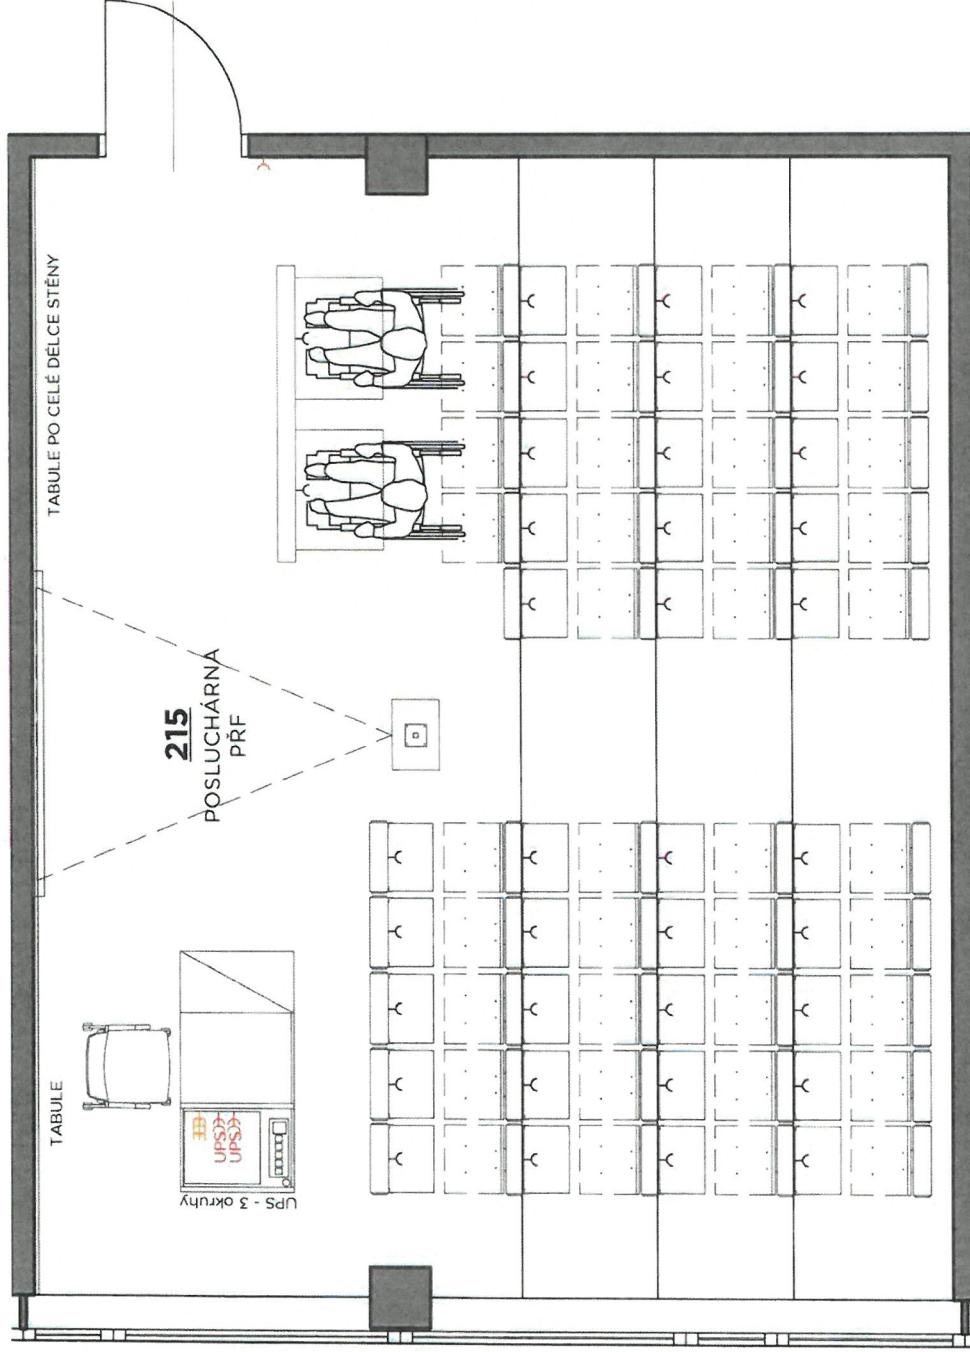 TABULE PO CELÉ DÉLCE STĚNY
215
POSLUCHÁRNA
PŘF
TABULE
UPS
UPS
UPS - 3 okruhy